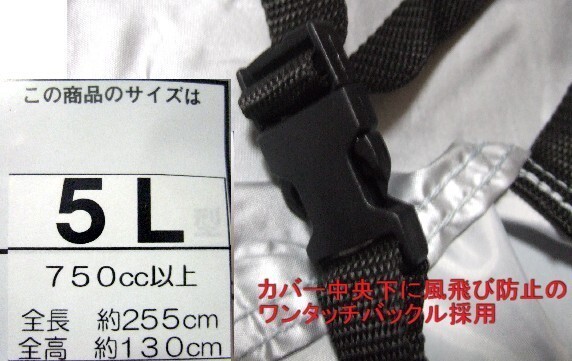 この商品のサイズは
5L
750cc以上
全長 約255cm
全高 約130cm
カバー中央下に風飛び防止の
ワンタッチバックル採用